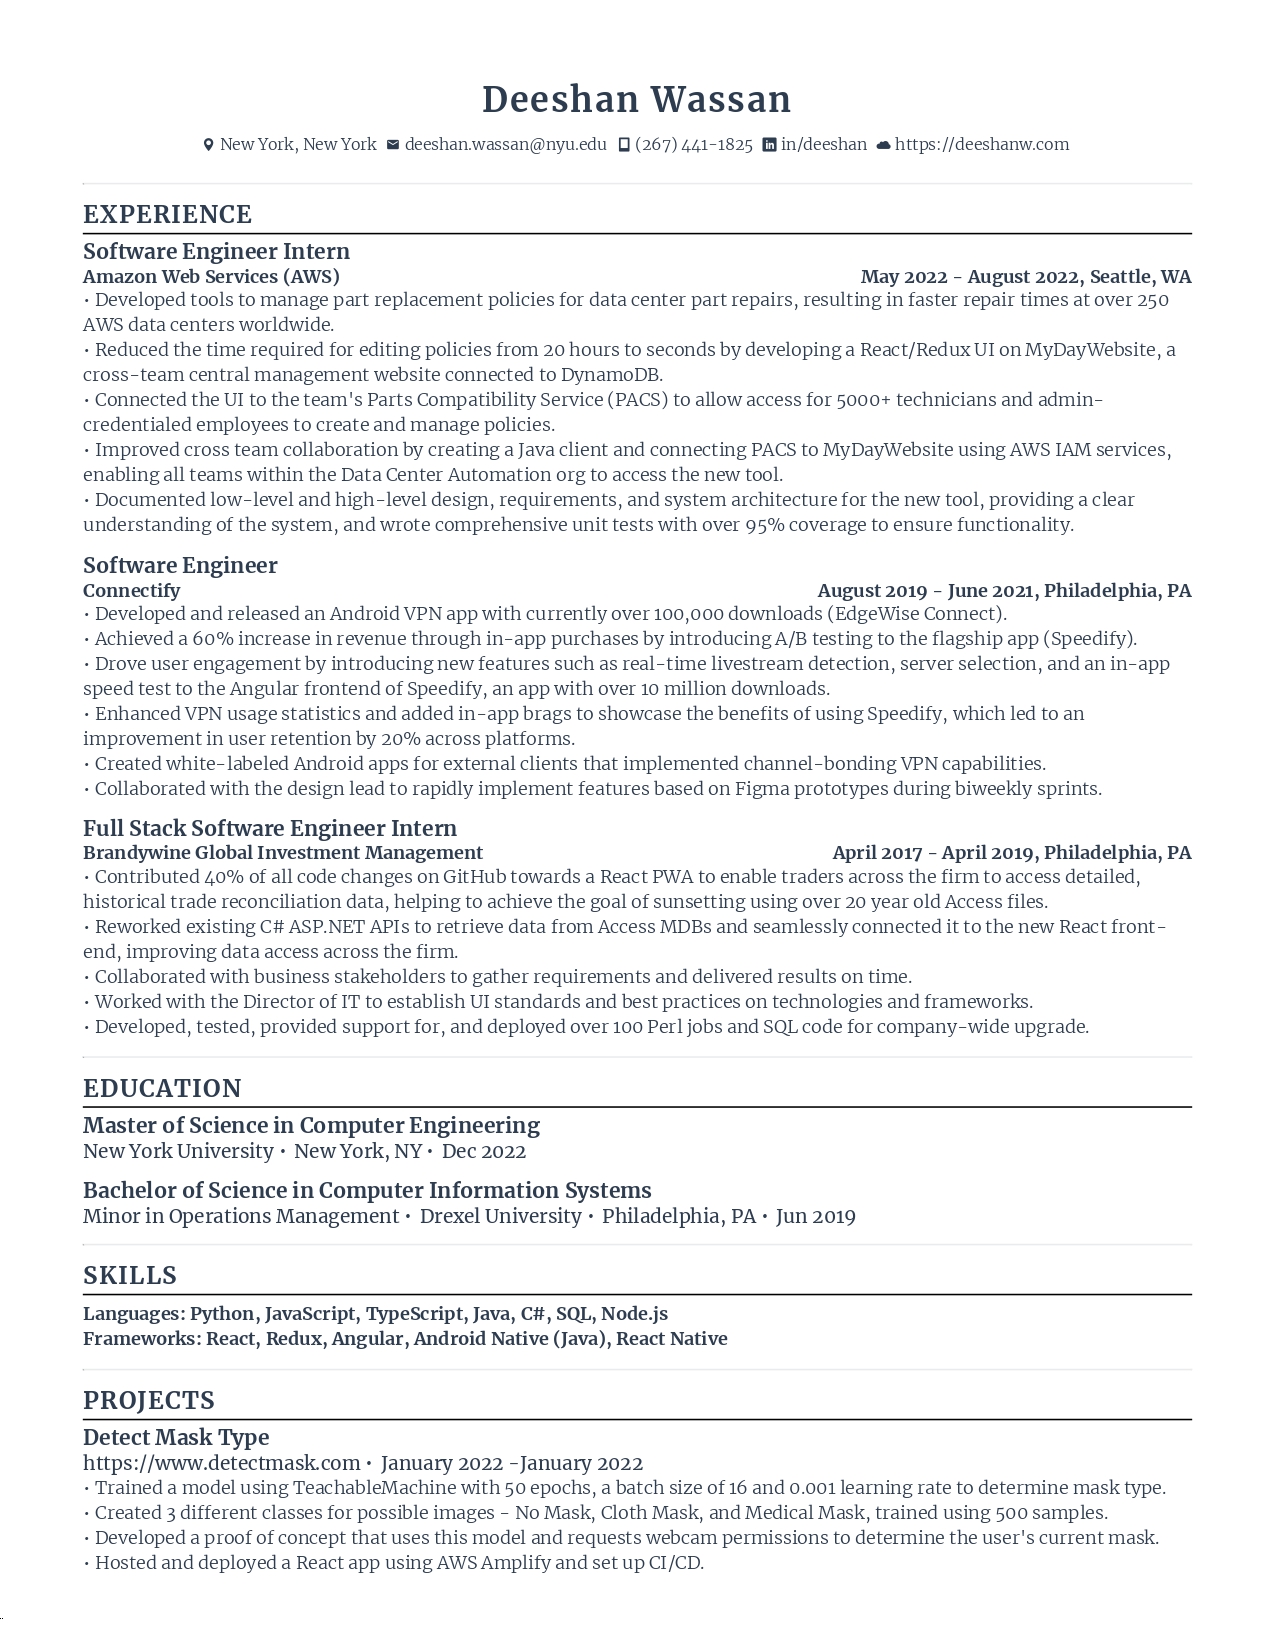 Deeshan Wassan
New York, New York deeshan.wassan@nyu.edu (267) 441-1825 in/deeshan https://deeshanw.com
EXPERIENCE
Software Engineer Intern
Amazon Web Services (AWS) May 2022 - August 2022, Seattle, WA
• Developed tools to manage part replacement policies for data center part repairs, resulting in faster repair times at over 250
AWS data centers worldwide.
• Reduced the time required for editing policies from 20 hours to seconds by developing a React/Redux UI on MyDayWebsite, a
cross-team central management website connected to DynamoDB.
• Connected the UI to the team's Parts Compatibility Service (PACS) to allow access for 5000+ technicians and admin-
credentialed employees to create and manage policies.
• Improved cross team collaboration by creating a Java client and connecting PACS to MyDayWebsite using AWS IAM services,
enabling all teams within the Data Center Automation org to access the new tool.
• Documented low-level and high-level design, requirements, and system architecture for the new tool, providing a clear
understanding of the system, and wrote comprehensive unit tests with over 95% coverage to ensure functionality.
Software Engineer
Connectify August 2019 - June 2021, Philadelphia, PA
• Developed and released an Android VPN app with currently over 100,000 downloads (EdgeWise Connect).
• Achieved a 60% increase in revenue through in-app purchases by introducing A/B testing to the flagship app (Speedify).
• Drove user engagement by introducing new features such as real-time livestream detection, server selection, and an in-app
speed test to the Angular frontend of Speedify, an app with over 10 million downloads.
• Enhanced VPN usage statistics and added in-app brags to showcase the benefits of using Speedify, which led to an
improvement in user retention by 20% across platforms.
• Created white-labeled Android apps for external clients that implemented channel-bonding VPN capabilities.
• Collaborated with the design lead to rapidly implement features based on Figma prototypes during biweekly sprints.
Full Stack Software Engineer Intern
Brandywine Global Investment Management April 2017 - April 2019, Philadelphia, PA
• Contributed 40% of all code changes on GitHub towards a React PWA to enable traders across the firm to access detailed,
historical trade reconciliation data, helping to achieve the goal of sunsetting using over 20 year old Access files.
• Reworked existing C# ASP.NET APIs to retrieve data from Access MDBs and seamlessly connected it to the new React front-
end, improving data access across the firm.
• Collaborated with business stakeholders to gather requirements and delivered results on time.
• Worked with the Director of IT to establish UI standards and best practices on technologies and frameworks.
• Developed, tested, provided support for, and deployed over 100 Perl jobs and SQL code for company-wide upgrade.
EDUCATION
Master of Science in Computer Engineering
New York University • New York, NY • Dec 2022
Bachelor of Science in Computer Information Systems
Minor in Operations Management • Drexel University • Philadelphia, PA • Jun 2019
SKILLS
Languages: Python, JavaScript, TypeScript, Java, C#, SQL, Node.js
Frameworks: React, Redux, Angular, Android Native (Java), React Native
PROJECTS
Detect Mask Type
https://www.detectmask.com • January 2022 -January 2022
• Trained a model using TeachableMachine with 50 epochs, a batch size of 16 and 0.001 learning rate to determine mask type.
• Created 3 different classes for possible images - No Mask, Cloth Mask, and Medical Mask, trained using 500 samples.
• Developed a proof of concept that uses this model and requests webcam permissions to determine the user's current mask.
• Hosted and deployed a React app using AWS Amplify and set up CI/CD.